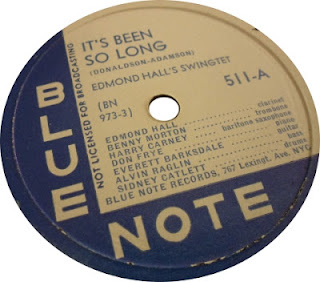 IT'S BEEN
SO LONG
(DONALDSON-ADAMSON)
EDMOND HALL'S SWINGTET
(BN
973-3)
511-A
NOT LICENSED FOR BROADCASTING
EDMOND HALL ........ clarinet
BENNY MORTON ........ trombone
HARRY CARNEY .... baritone saxophone
DON FRYE ........ piano
EVERETT BARKSDALE ........ guitar
ALVIN RAGLIN ........ bass
SIDNEY CATLETT ........ drums
BLUE NOTE RECORDS, 767 Lexingt. Ave. NYC
BLUE
NOTE